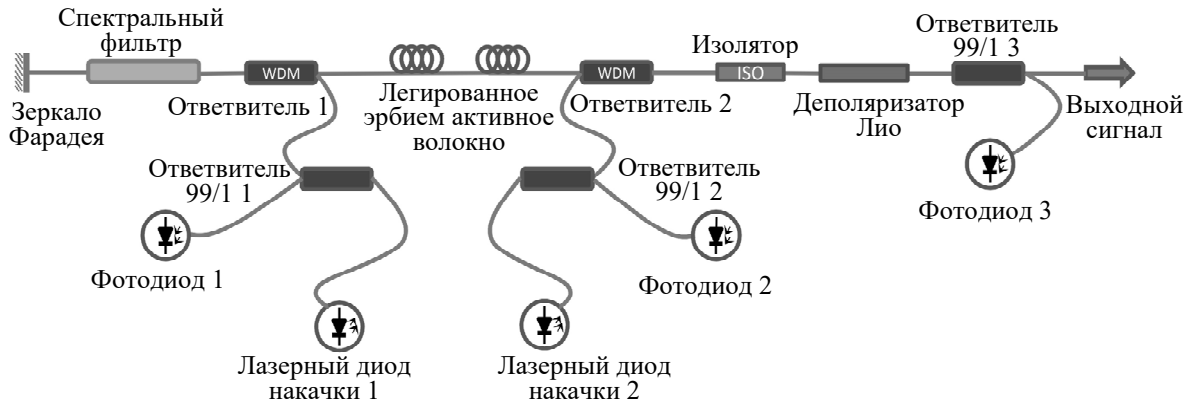 Спектральный
фильтр
WDM
Ответвитель 1
Зеркало
Фарадея
Легированное
эрбием активное
волокно
WDM
Ответвитель 2
Изолятор
ISO
Деполяризатор
Лио
Ответвитель
99/1 3
Выходной
сигнал
Ответвитель
99/1 1
Фотодиод 1
Лазерный диод
накачки 1
Ответвитель
99/1 2
Фотодиод 2
Лазерный диод
накачки 2
Фотодиод 3